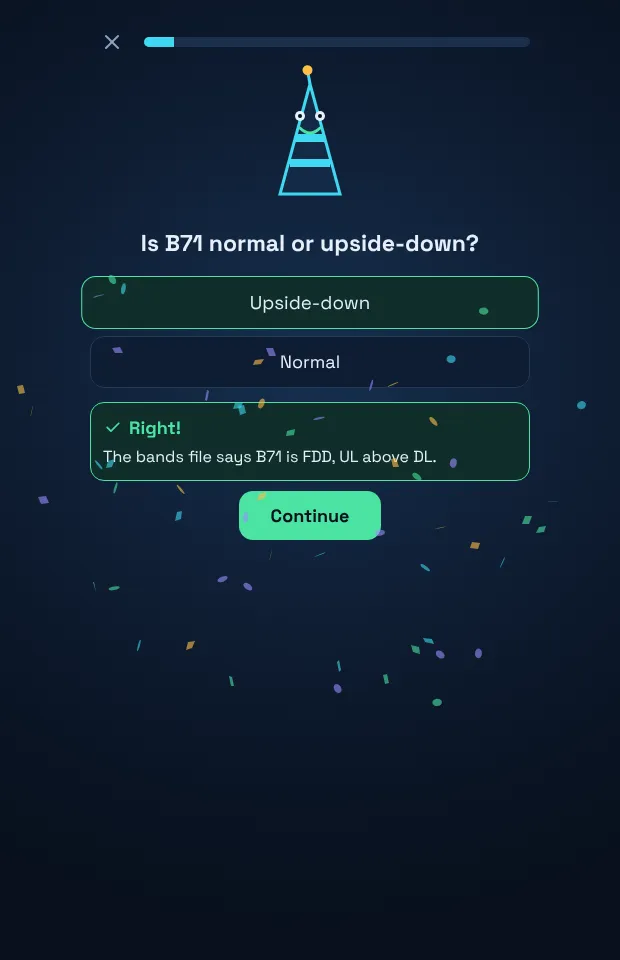 Is B71 normal or upside-down?
Upside-down
Normal
Right!
The bands file says B71 is FDD, UL above DL.
Continue